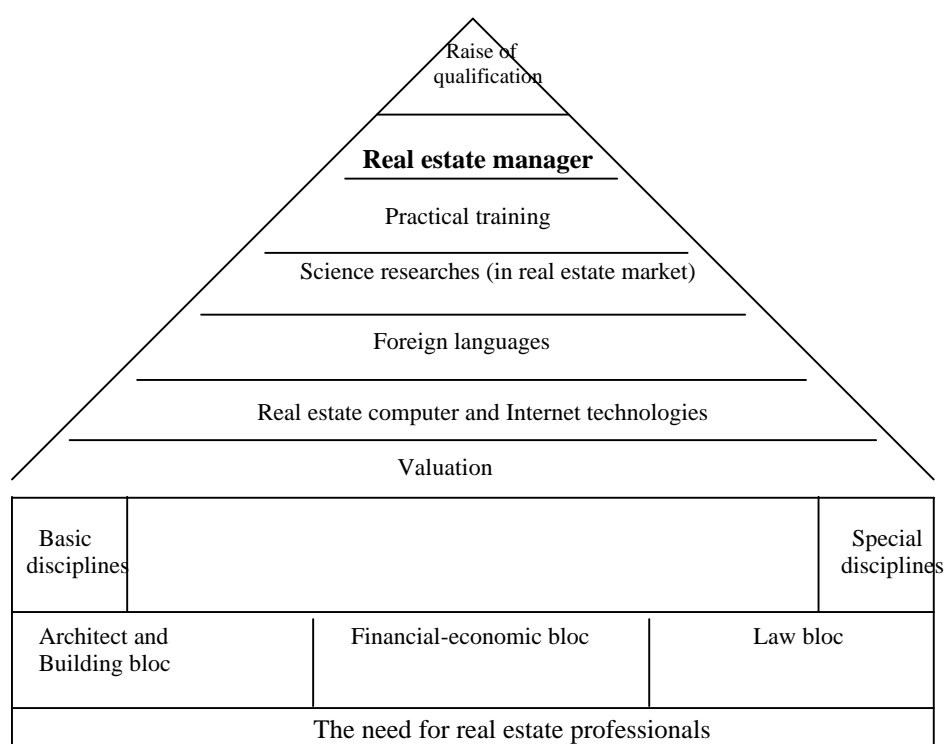 Raise of
qualification
Real estate manager
Practical training
Science researches (in real estate market)
Foreign languages
Real estate computer and Internet technologies
Valuation
Basic
disciplines
Special
disciplines
Architect and
Building bloc
Financial-economic bloc
Law bloc
The need for real estate professionals